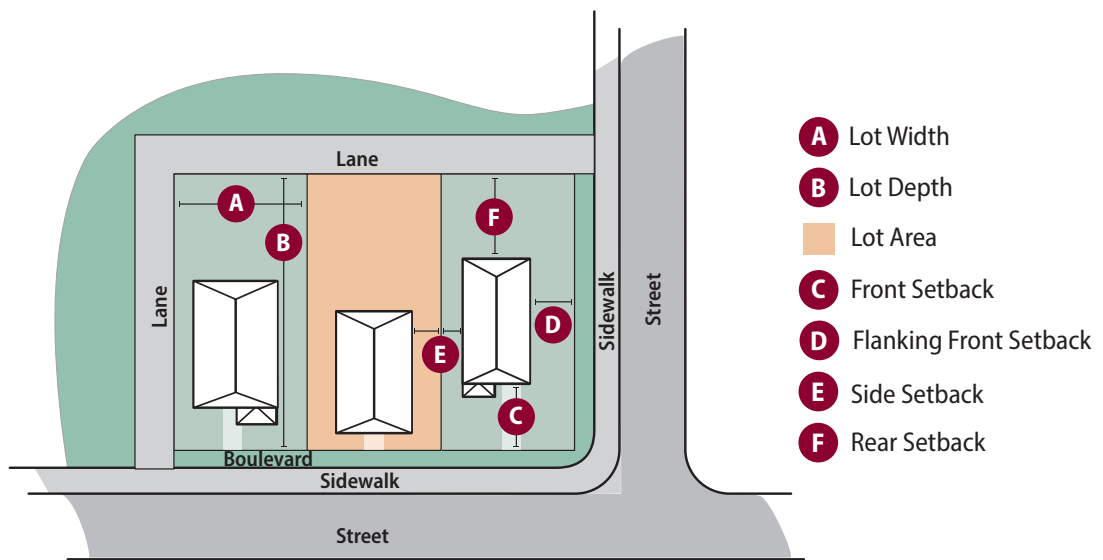 Lane
A
B
F
Lane
D
E
C
Sidewalk
Street
Boulevard
Sidewalk
Street
A Lot Width
B Lot Depth
Lot Area
C Front Setback
D Flanking Front Setback
E Side Setback
F Rear Setback